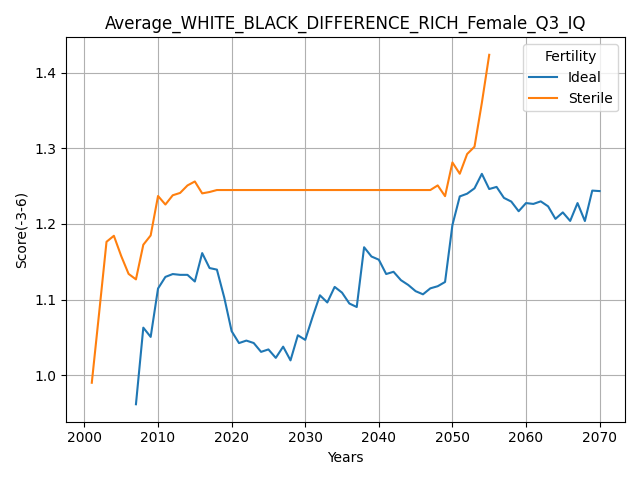 Average_WHITE_BLACK_DIFFERENCE_RICH_Female_Q3_IQ
Fertility
Ideal
Sterile
Score(-3-6)
1.4
1.3
1.2
1.1
1.0
2000 2010 2020 2030 2040 2050 2060 2070
Years